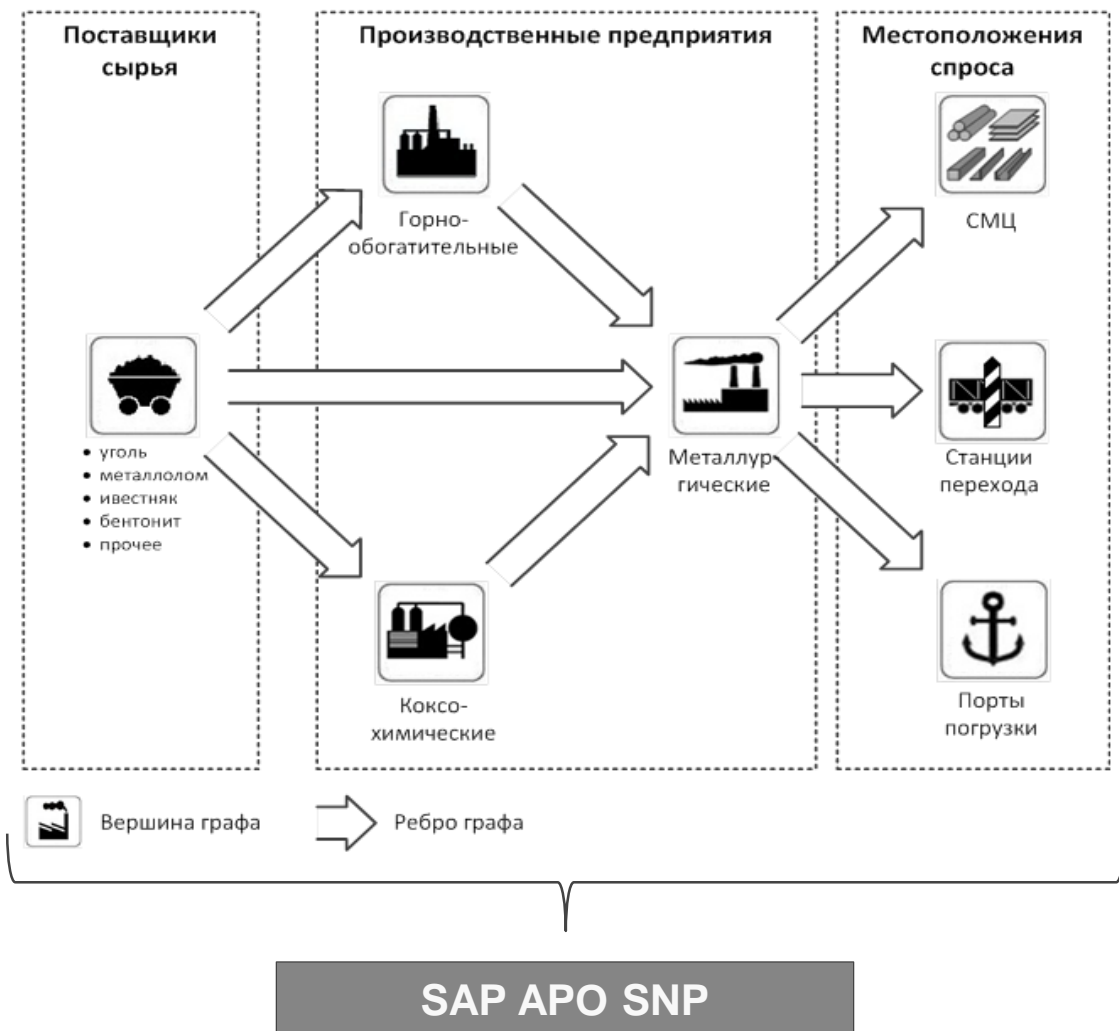 Поставщики
сырья
Производственные предприятия
Местоположения
спроса
Горно-
обогатительные
СМЦ
• уголь
• металлолом
• ивестняк
• бентонит
• прочее
Металлур-
гические
Станции
перехода
Коксо-
химические
Порты
погрузки
Вершина графа
Ребро графа
SAP APO SNP